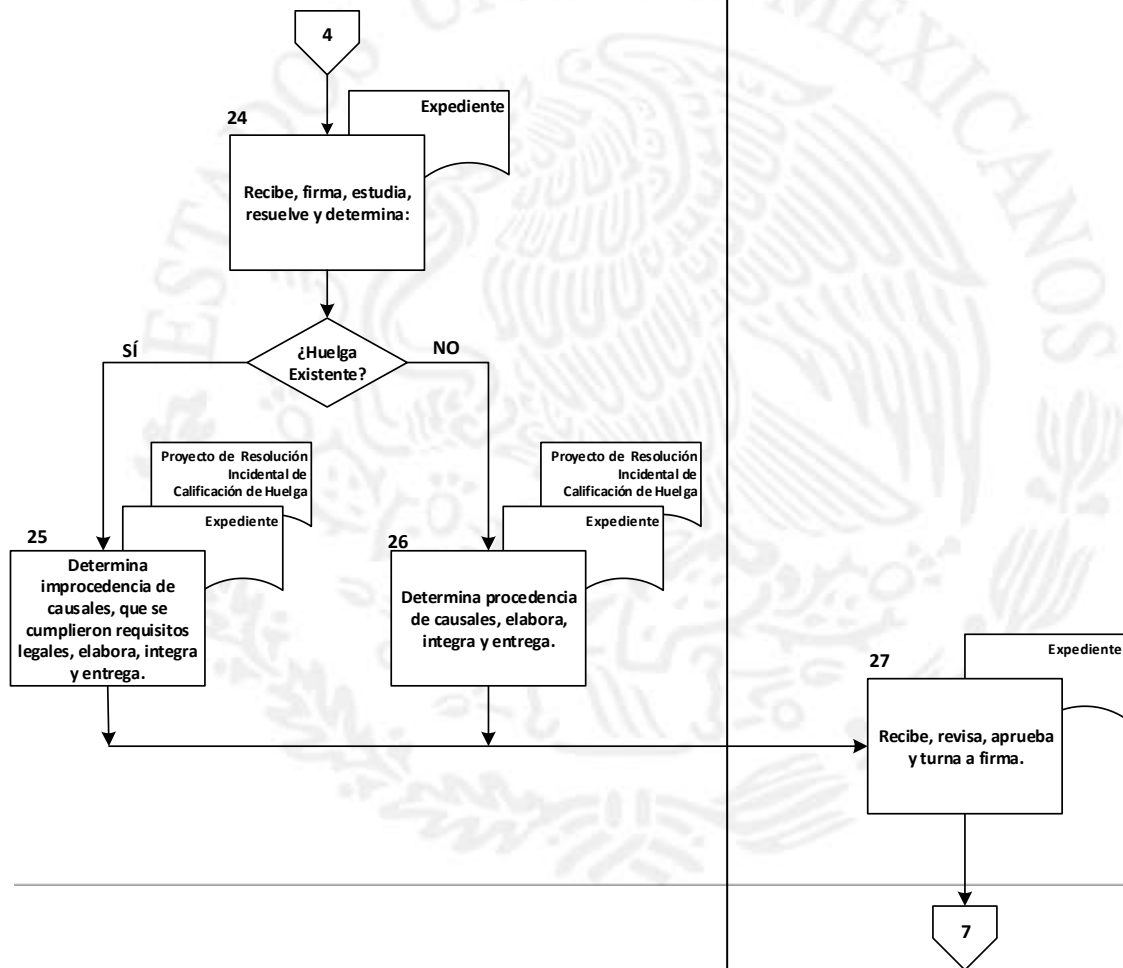 4
24
Expediente
Recibe, firma, estudia,
resuelve y determina:
SÍ
¿Huelga
Existente?
NO
Proyecto de Resolución
Incidental de
Calificación de Huelga
Expediente
25
Determina
improcedencia de
causales, que se
cumplieron requisitos
legales, elabora, integra
y entrega.
Proyecto de Resolución
Incidental de
Calificación de Huelga
Expediente
26
Determina procedencia
de causales, elabora,
integra y entrega.
27
Expediente
Recibe, revisa, aprueba
y turna a firma.
7
ESTADOS UNIDOS MEXICANOS